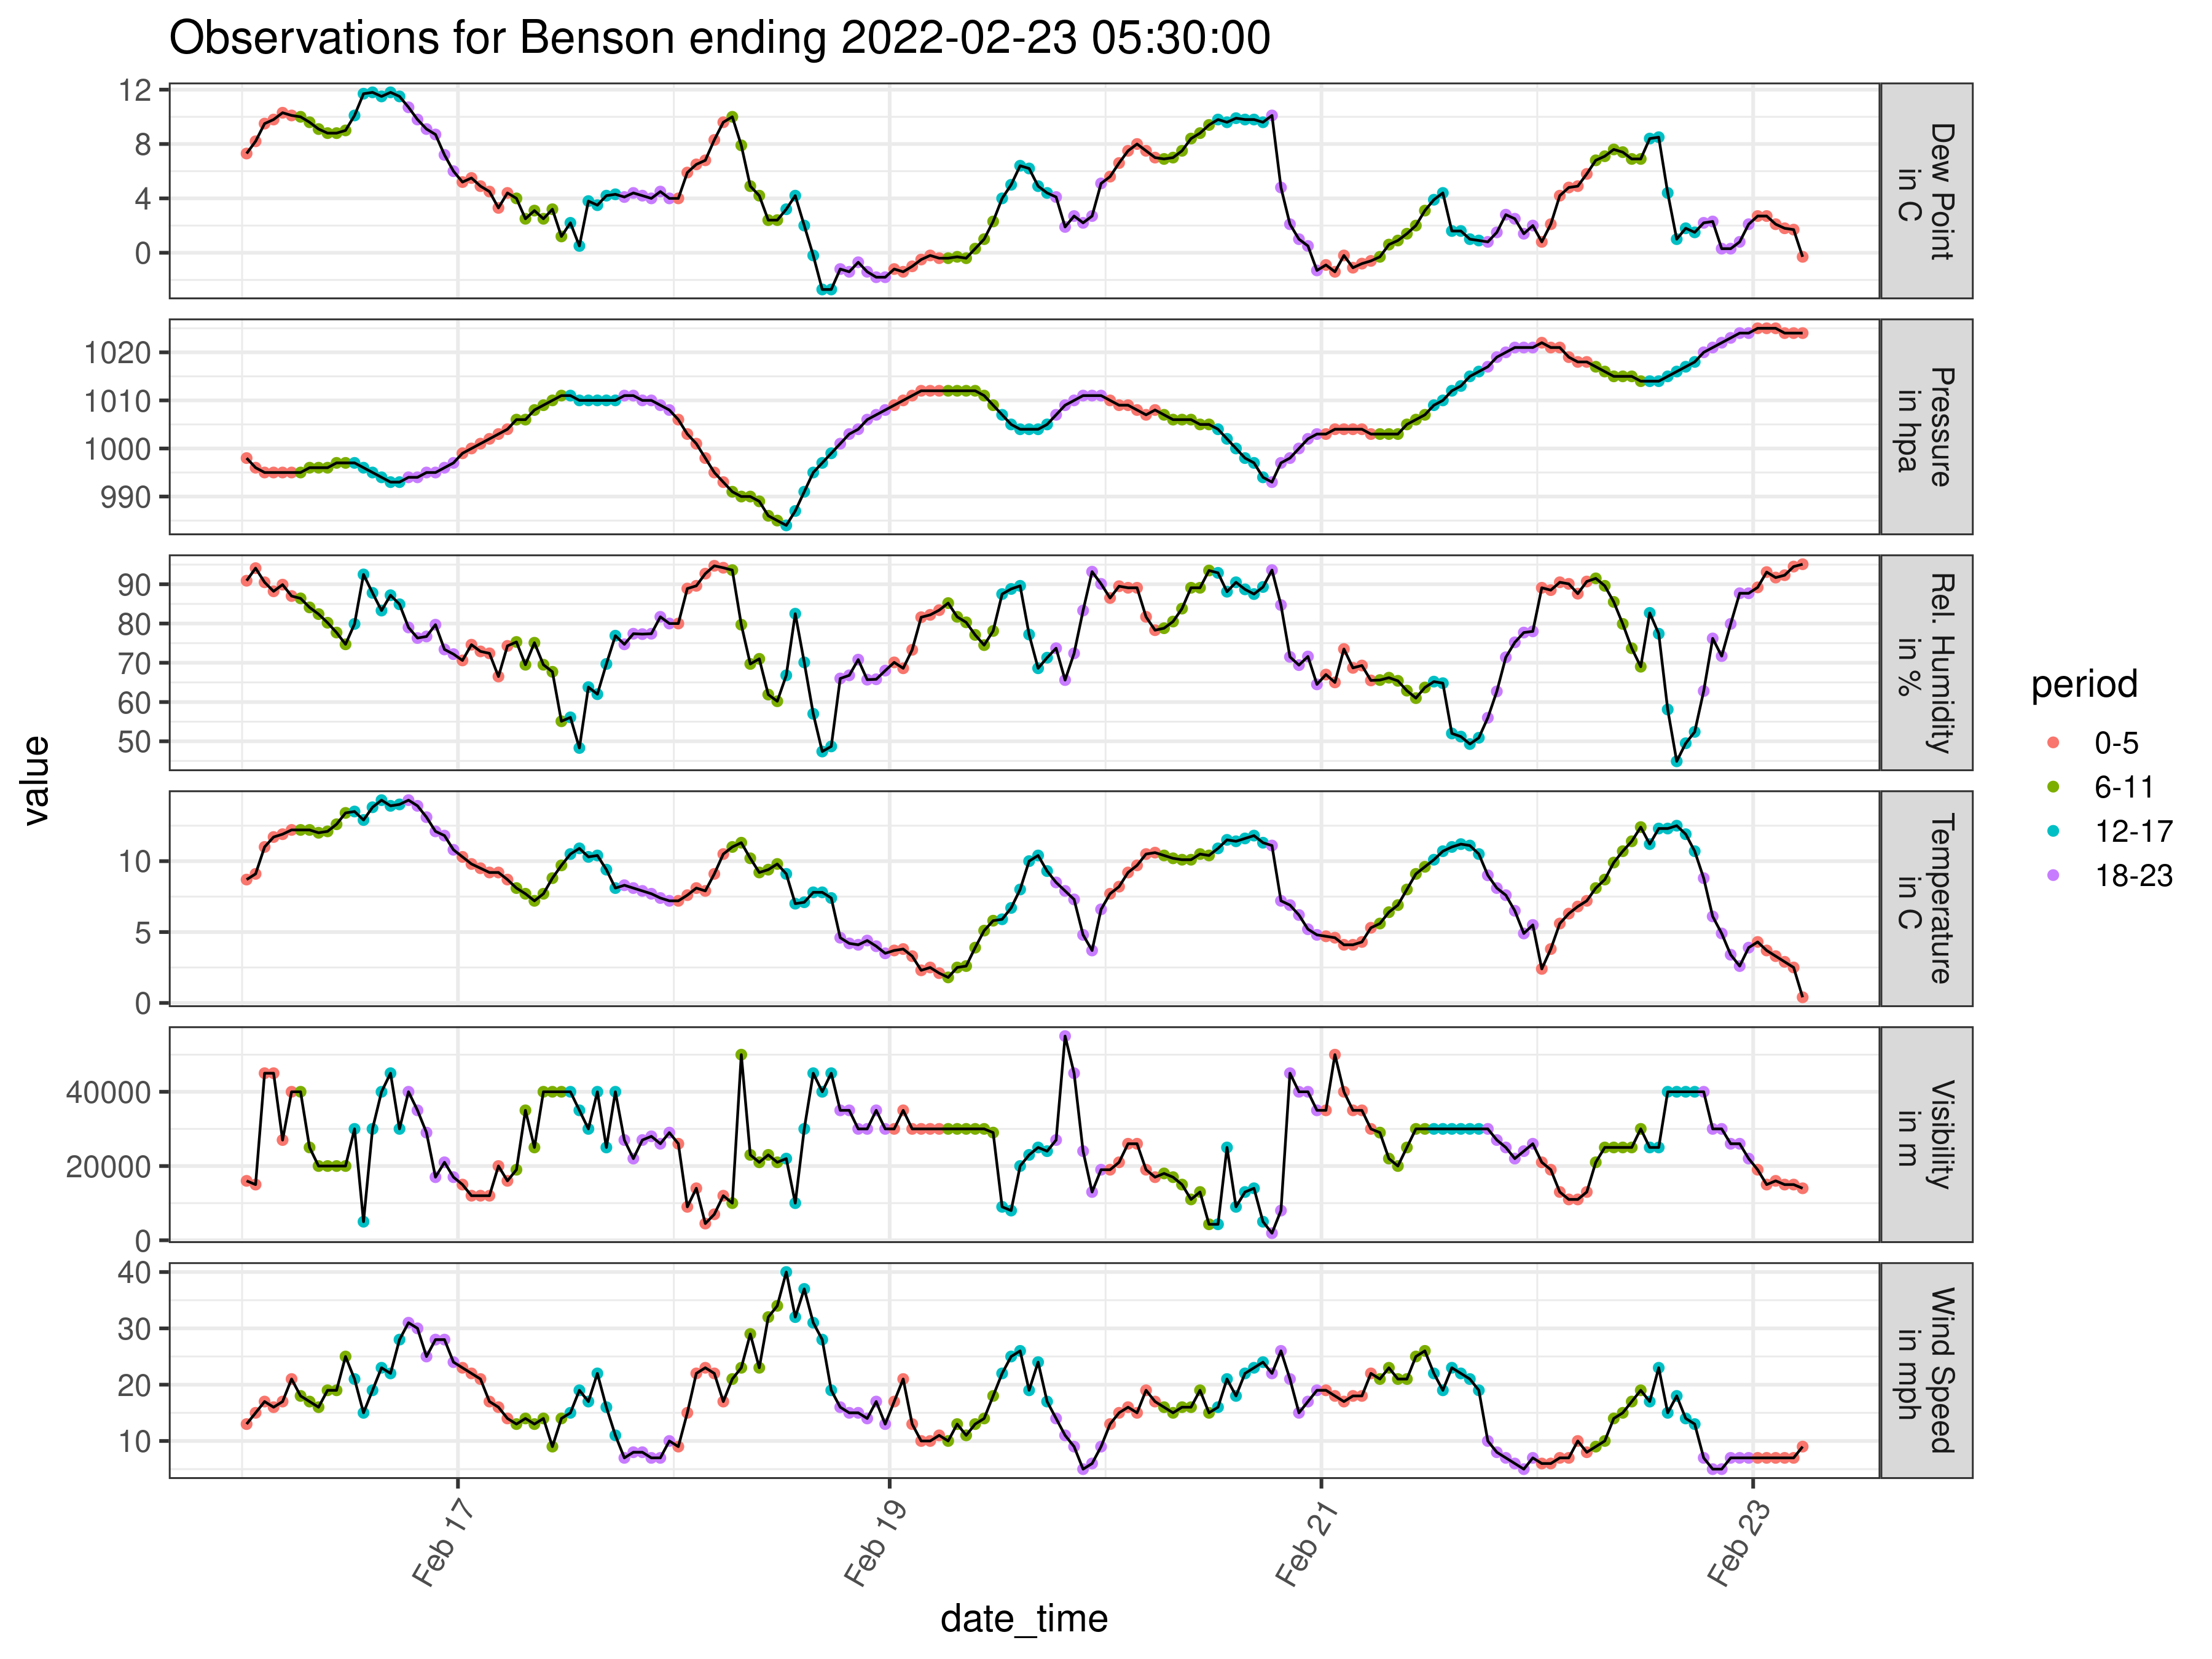 Observations for Benson ending 2022-02-23 05:30:00
12
8
4
0
Dew Point
in C
1020
1010
1000
990
Pressure
in hpa
90
80
70
60
50
Rel. Humidity
in %
10
5
0
Temperature
in C
40000
20000
0
Visibility
in m
40
30
20
10
Wind Speed
in mph
value
Feb 17
Feb 19
Feb 21
Feb 23
date_time
period
0-5
6-11
12-17
18-23